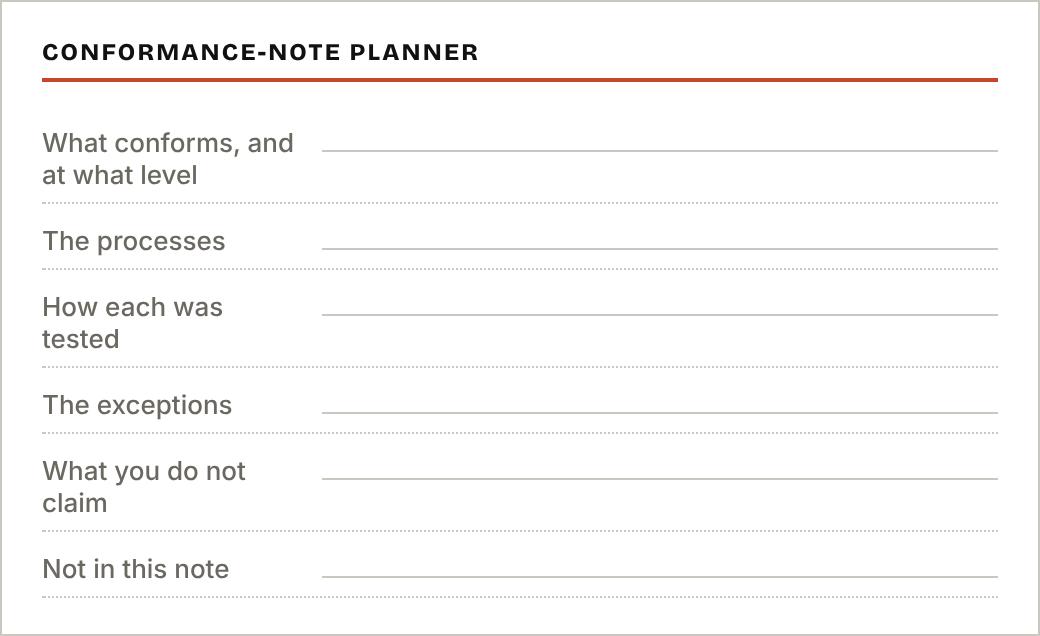 CONFORMANCE-NOTE PLANNER
What conforms, and
at what level
The processes
How each was
tested
The exceptions
What you do not
claim
Not in this note